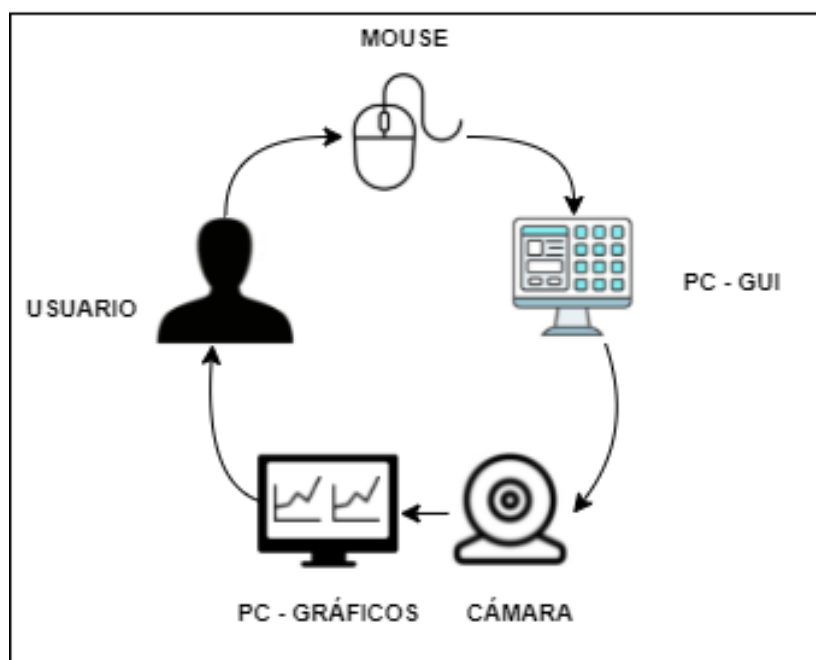 MOUSE
PC - GUI
USUARIO
PC - GRÁFICOS
CÁMARA